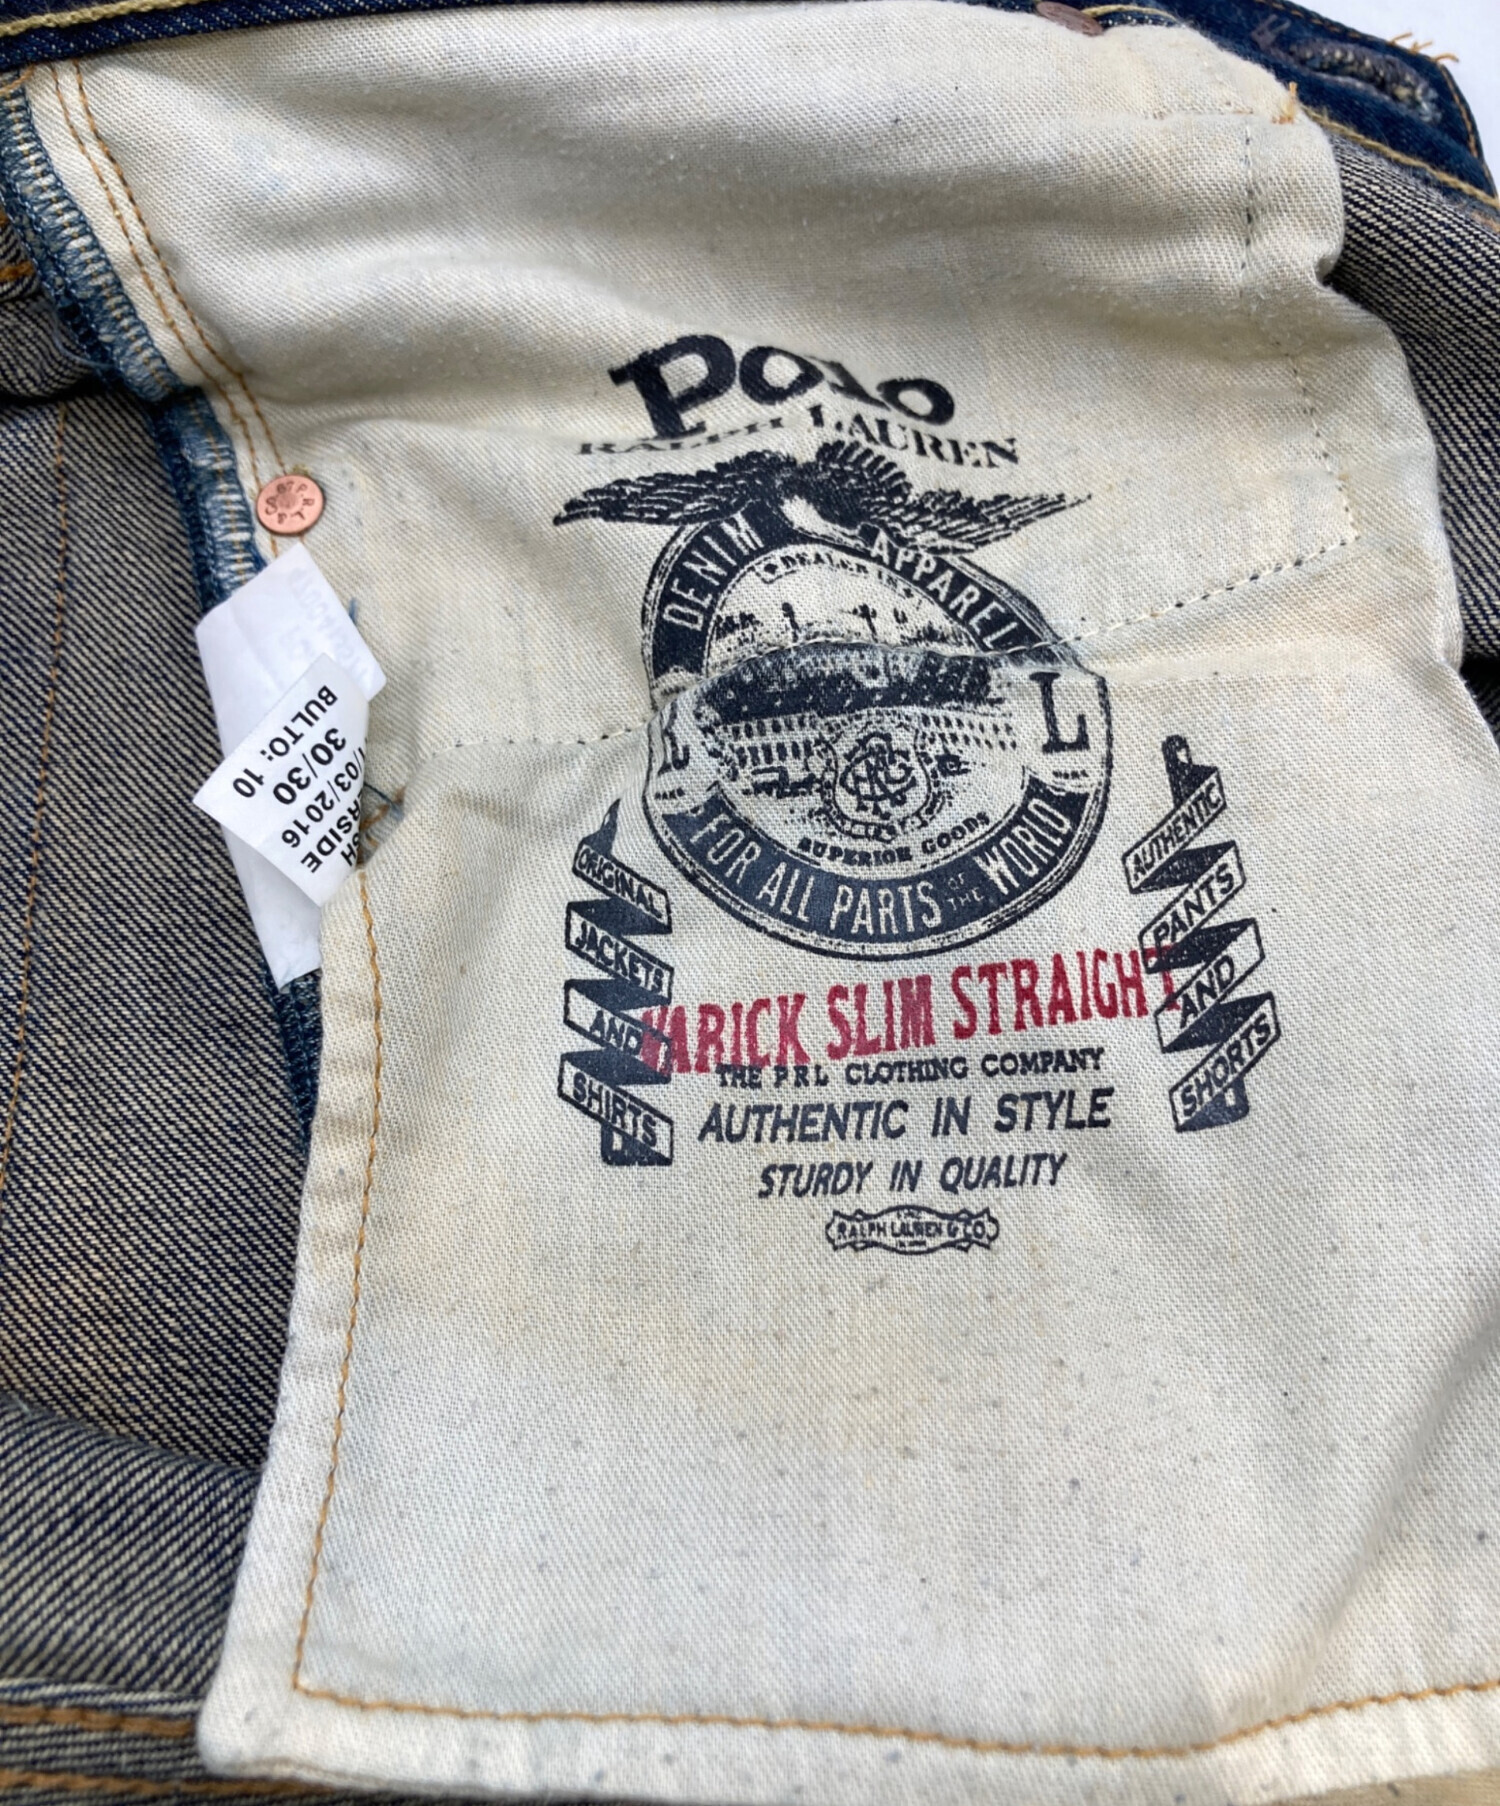 Polo
RALPH LAUREN
DENIM APPAREL
R L
SUPERIOR GOODS
FOR ALL PARTS OF THE WORLD
ORIGINAL
JACKETS
AND
SHIRTS
AUTHENTIC
PANTS
AND
SHORTS
VARICK SLIM STRAIGHT
THE PRL CLOTHING COMPANY
AUTHENTIC IN STYLE
STURDY IN QUALITY
RALPH LAUREN & CO
/03/2016
30/30
BULTO: 10